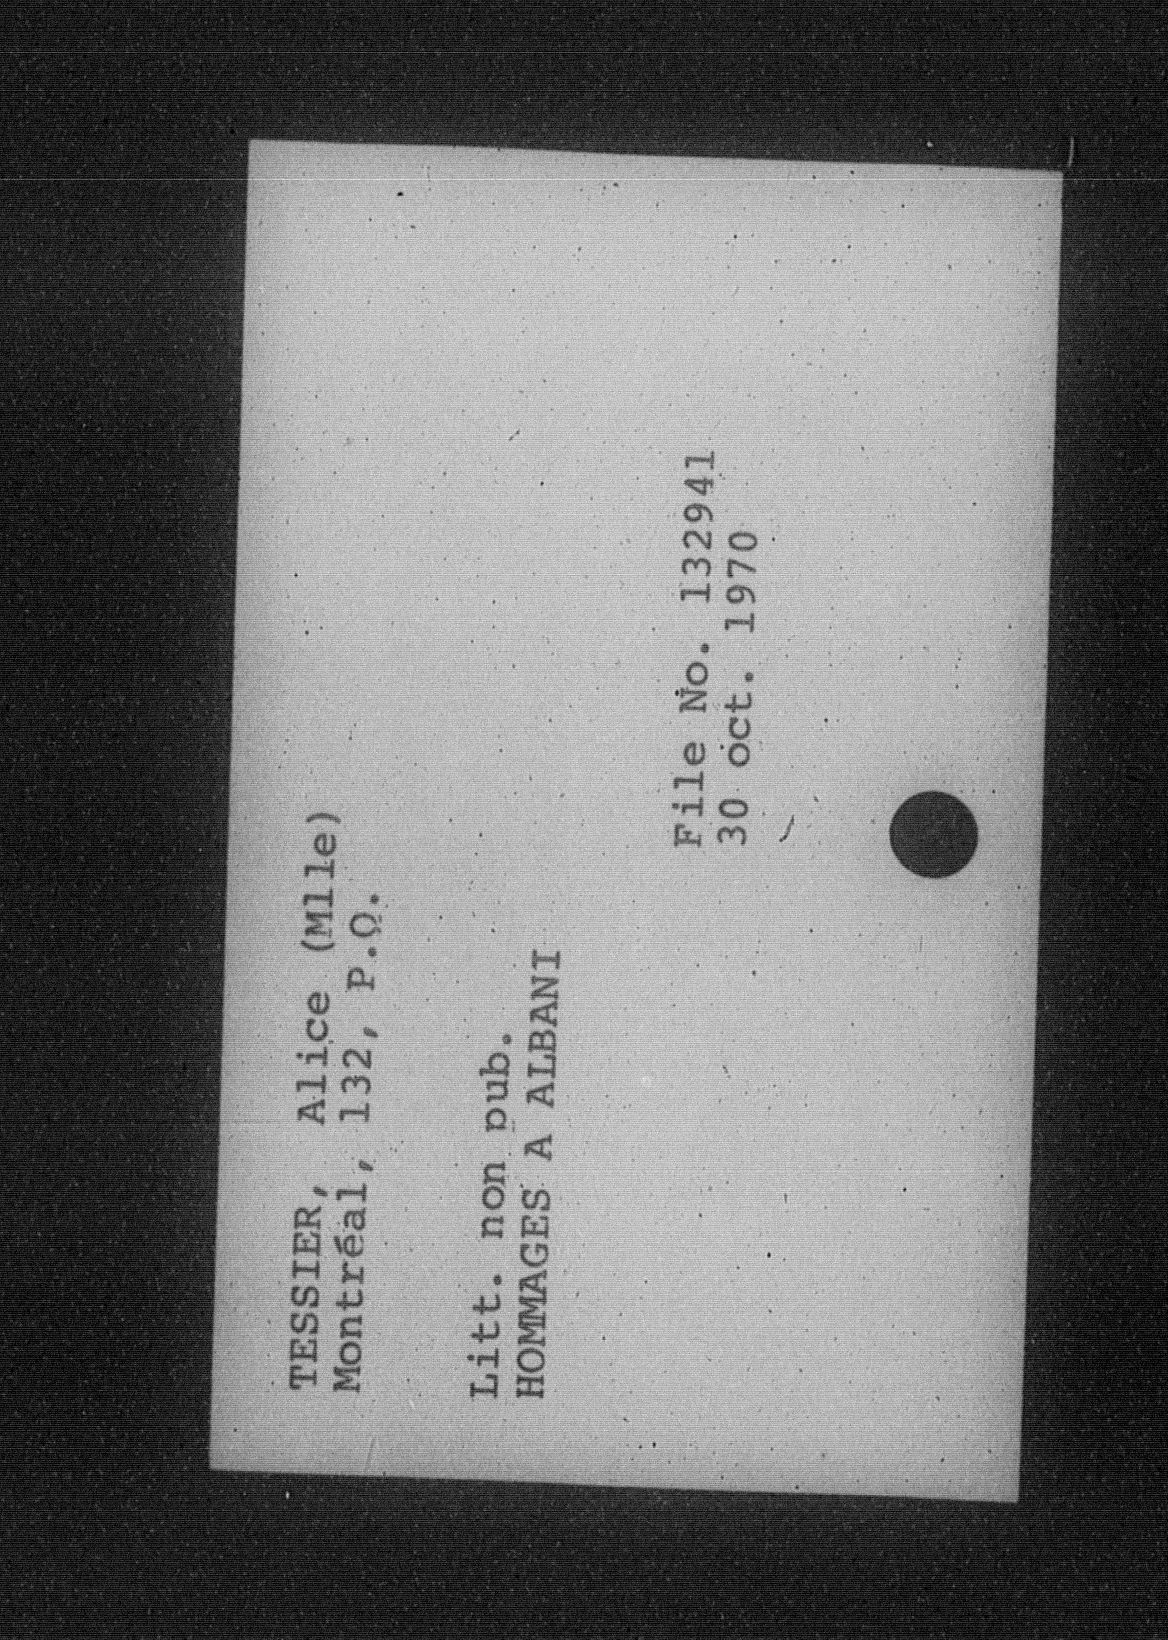 TESSIER, Alice (Mlle)
Montréal, 132, P.Q.
Litt. non pub.
HOMMAGES A ALBANI
File No. 132941
30 oct. 1970